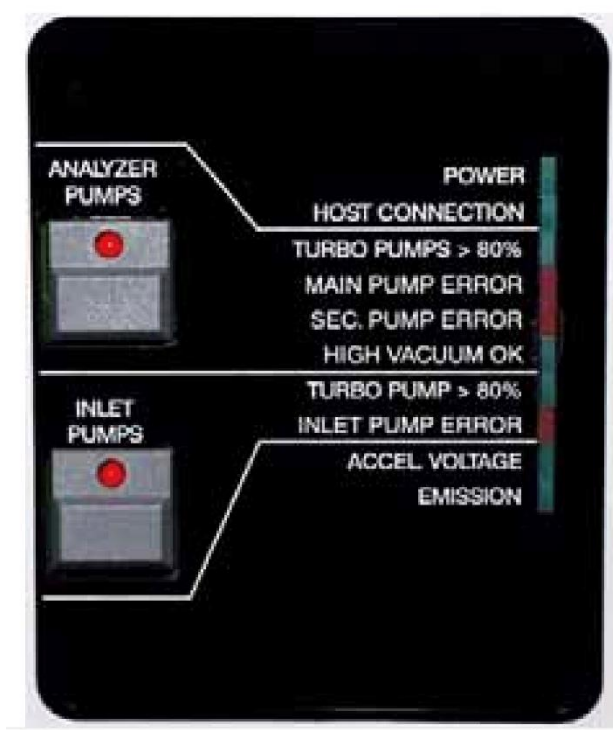 ANALYZER
PUMPS
POWER
HOST CONNECTION
TURBO PUMPS > 80%
MAIN PUMP ERROR
SEC. PUMP ERROR
HIGH VACUUM OK
INLET
PUMPS
TURBO PUMP > 80%
INLET PUMP ERROR
ACCEL. VOLTAGE
EMISSION